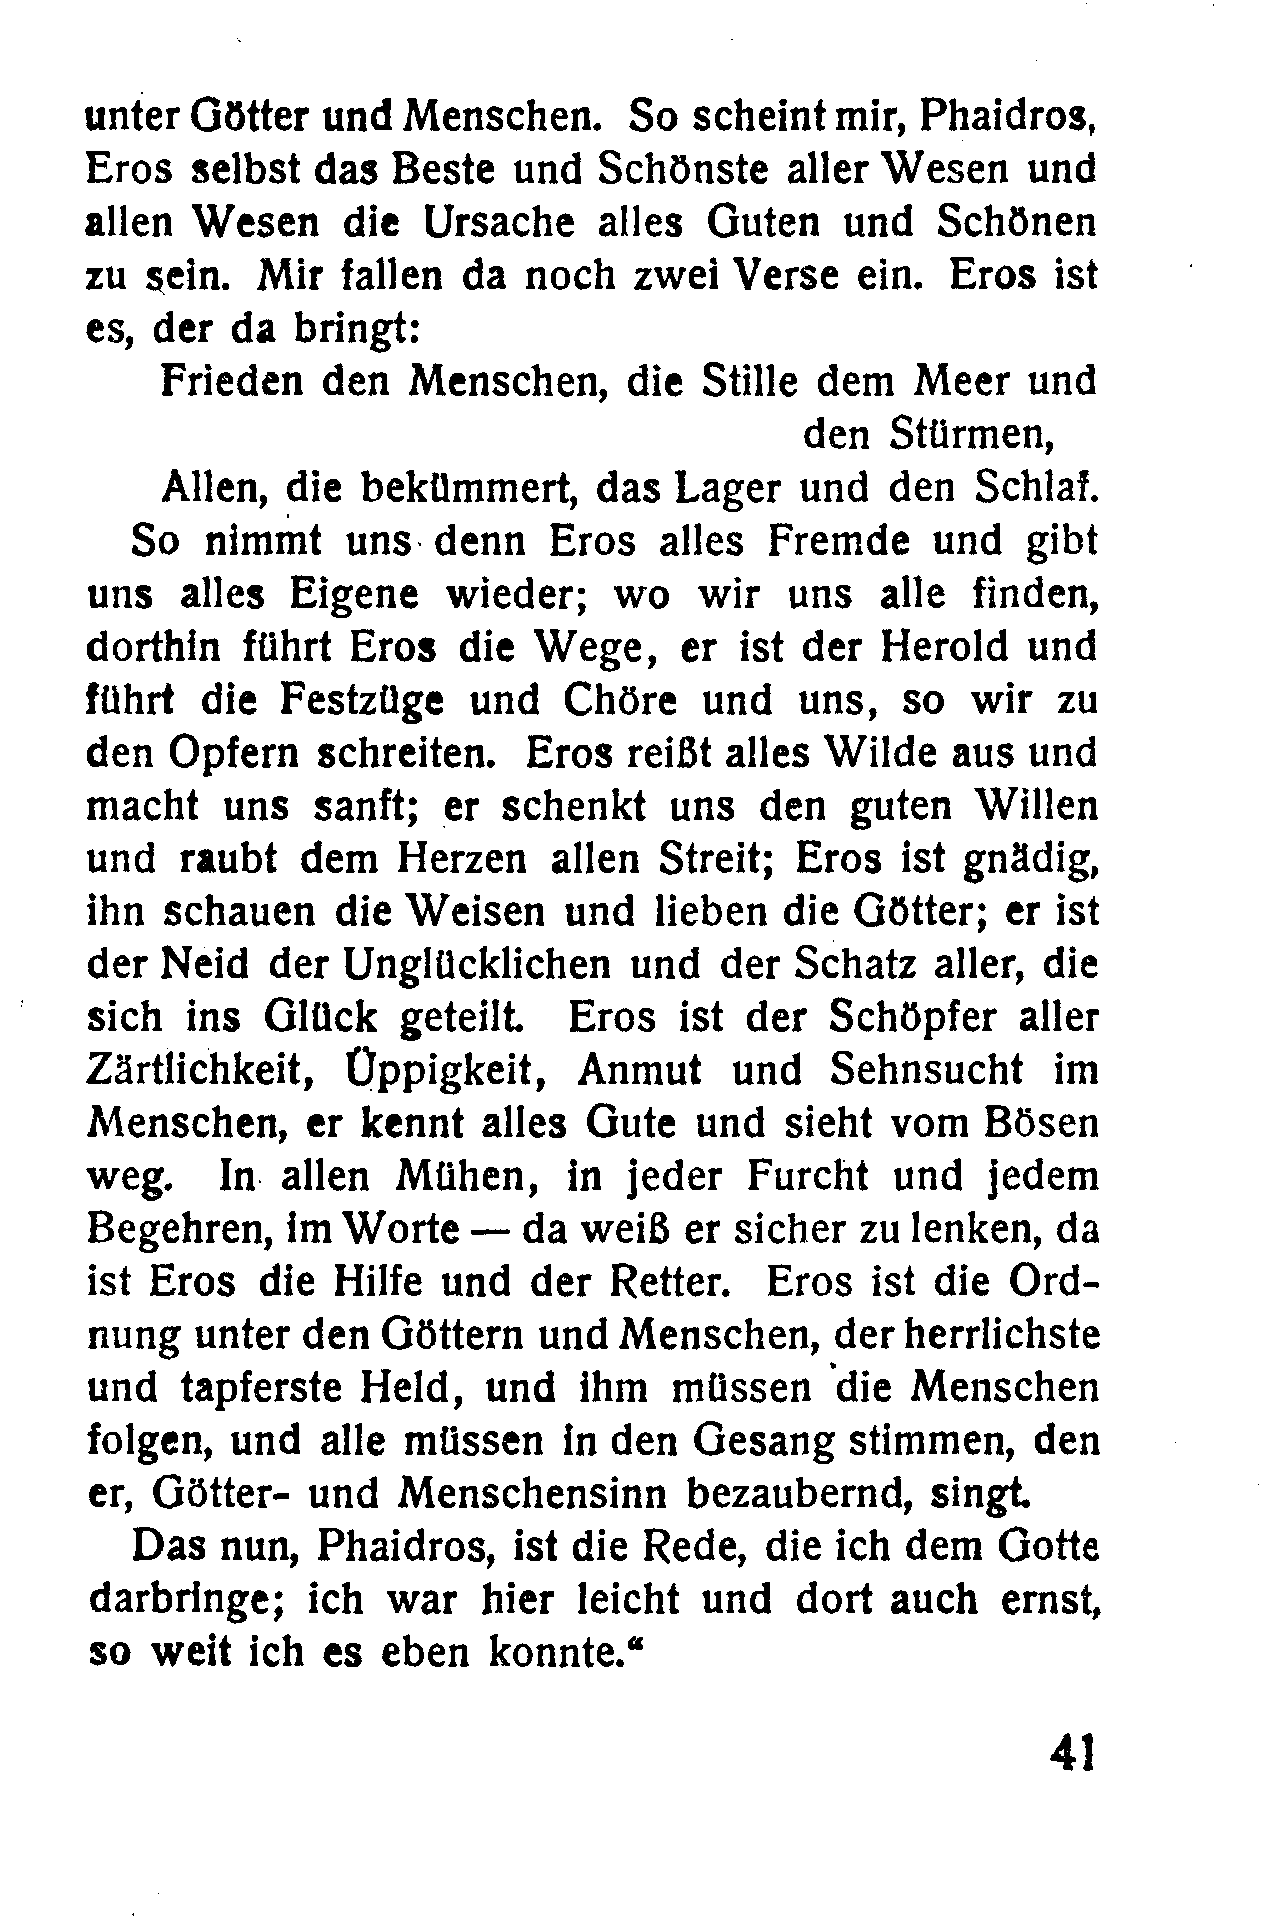 unter Götter und Menschen. So scheint mir, Phaidros,
Eros selbst das Beste und Schönste aller Wesen und
allen Wesen die Ursache alles Guten und Schönen
zu sein. Mir fallen da noch zwei Verse ein. Eros ist
es, der da bringt:
Frieden den Menschen, die Stille dem Meer und
den Stürmen,
Allen, die bekümmert, das Lager und den Schlaf.
So nimmt uns denn Eros alles Fremde und gibt
uns alles Eigene wieder; wo wir uns alle finden,
dorthin führt Eros die Wege, er ist der Herold und
führt die Festzüge und Chöre und uns, so wir zu
den Opfern schreiten. Eros reißt alles Wilde aus und
macht uns sanft; er schenkt uns den guten Willen
und raubt dem Herzen allen Streit; Eros ist gnädig,
ihn schauen die Weisen und lieben die Götter; er ist
der Neid der Unglücklichen und der Schatz aller, die
sich ins Glück geteilt. Eros ist der Schöpfer aller
Zärtlichkeit, Üppigkeit, Anmut und Sehnsucht im
Menschen, er kennt alles Gute und sieht vom Bösen
weg. In allen Mühen, in jeder Furcht und jedem
Begehren, im Worte — da weiß er sicher zu lenken, da
ist Eros die Hilfe und der Retter. Eros ist die Ord-
nung unter den Göttern und Menschen, der herrlichste
und tapferste Held, und ihm müssen die Menschen
folgen, und alle müssen in den Gesang stimmen, den
er, Götter- und Menschensinn bezaubernd, singt.
Das nun, Phaidros, ist die Rede, die ich dem Gotte
darbringe; ich war hier leicht und dort auch ernst,
so weit ich es eben konnte.“
41